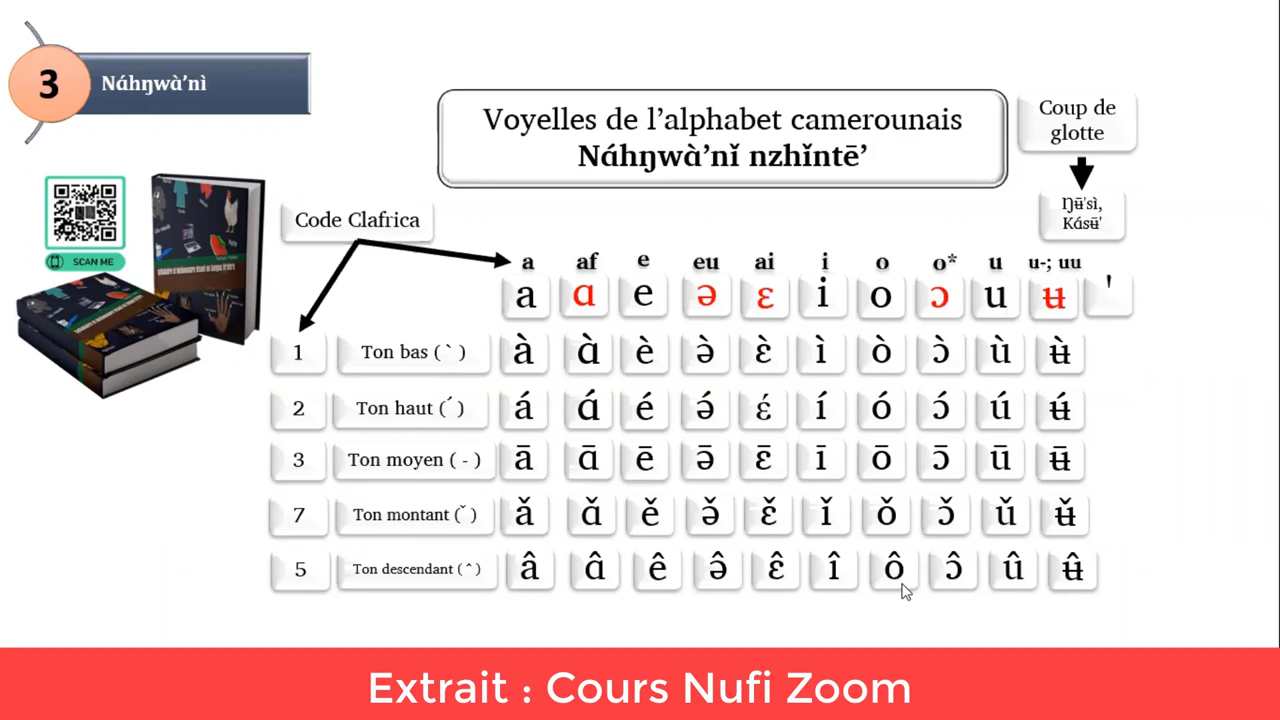 3
Náhŋwà’nì
Voyelles de l’alphabet camerounais
Náhŋwà’nǐ nzhǐntē’
Coup de
glotte
Ŋʉ̄'sì,
Kásʉ̄'
SCAN ME
Code Clafrica
a af e eu ai i o o* u u-; uu
a ɑ e ə ɛ i o ɔ u ʉ '
1 Ton bas ( ` ) à ɑ̀ è ə̀ ɛ̀ ì ò ɔ̀ ù ʉ̀
2 Ton haut ( ́ ) á ɑ́ é ə́ ɛ́ í ó ɔ́ ú ʉ́
3 Ton moyen ( - ) ā ɑ̄ ē ə̄ ɛ̄ ī ō ɔ̄ ū ʉ̄
7 Ton montant (ˇ) ǎ ɑ̌ ě ə̌ ɛ̌ ǐ ǒ ɔ̌ ǔ ʉ̌
5 Ton descendant ( ˆ ) â ɑ̂ ê ə̂ ɛ̂ î ô ɔ̂ û ʉ̂
Extrait : Cours Nufi Zoom